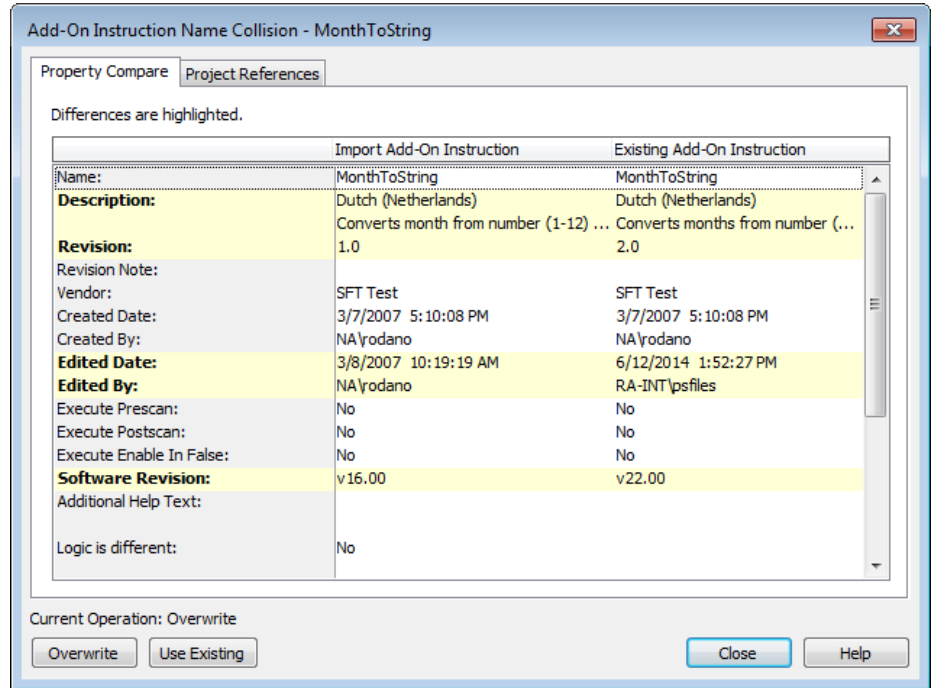 Add-On Instruction Name Collision - MonthToString
Property Compare Project References
Differences are highlighted.
Import Add-On Instruction Existing Add-On Instruction
Name: MonthToString MonthToString
Description: Dutch (Netherlands) Dutch (Netherlands)
Converts month from number (1-12) ... Converts months from number (...
Revision: 1.0 2.0
Revision Note:
Vendor: SFT Test SFT Test
Created Date: 3/7/2007 5:10:08 PM 3/7/2007 5:10:08 PM
Created By: NA\rodano NA\rodano
Edited Date: 3/8/2007 10:19:19 AM 6/12/2014 1:52:27 PM
Edited By: NA\rodano RA-INT\psfiles
Execute Prescan: No No
Execute Postscan: No No
Execute Enable In False: No No
Software Revision: v16.00 v22.00
Additional Help Text:
Logic is different: No
Current Operation: Overwrite
Overwrite Use Existing Close Help